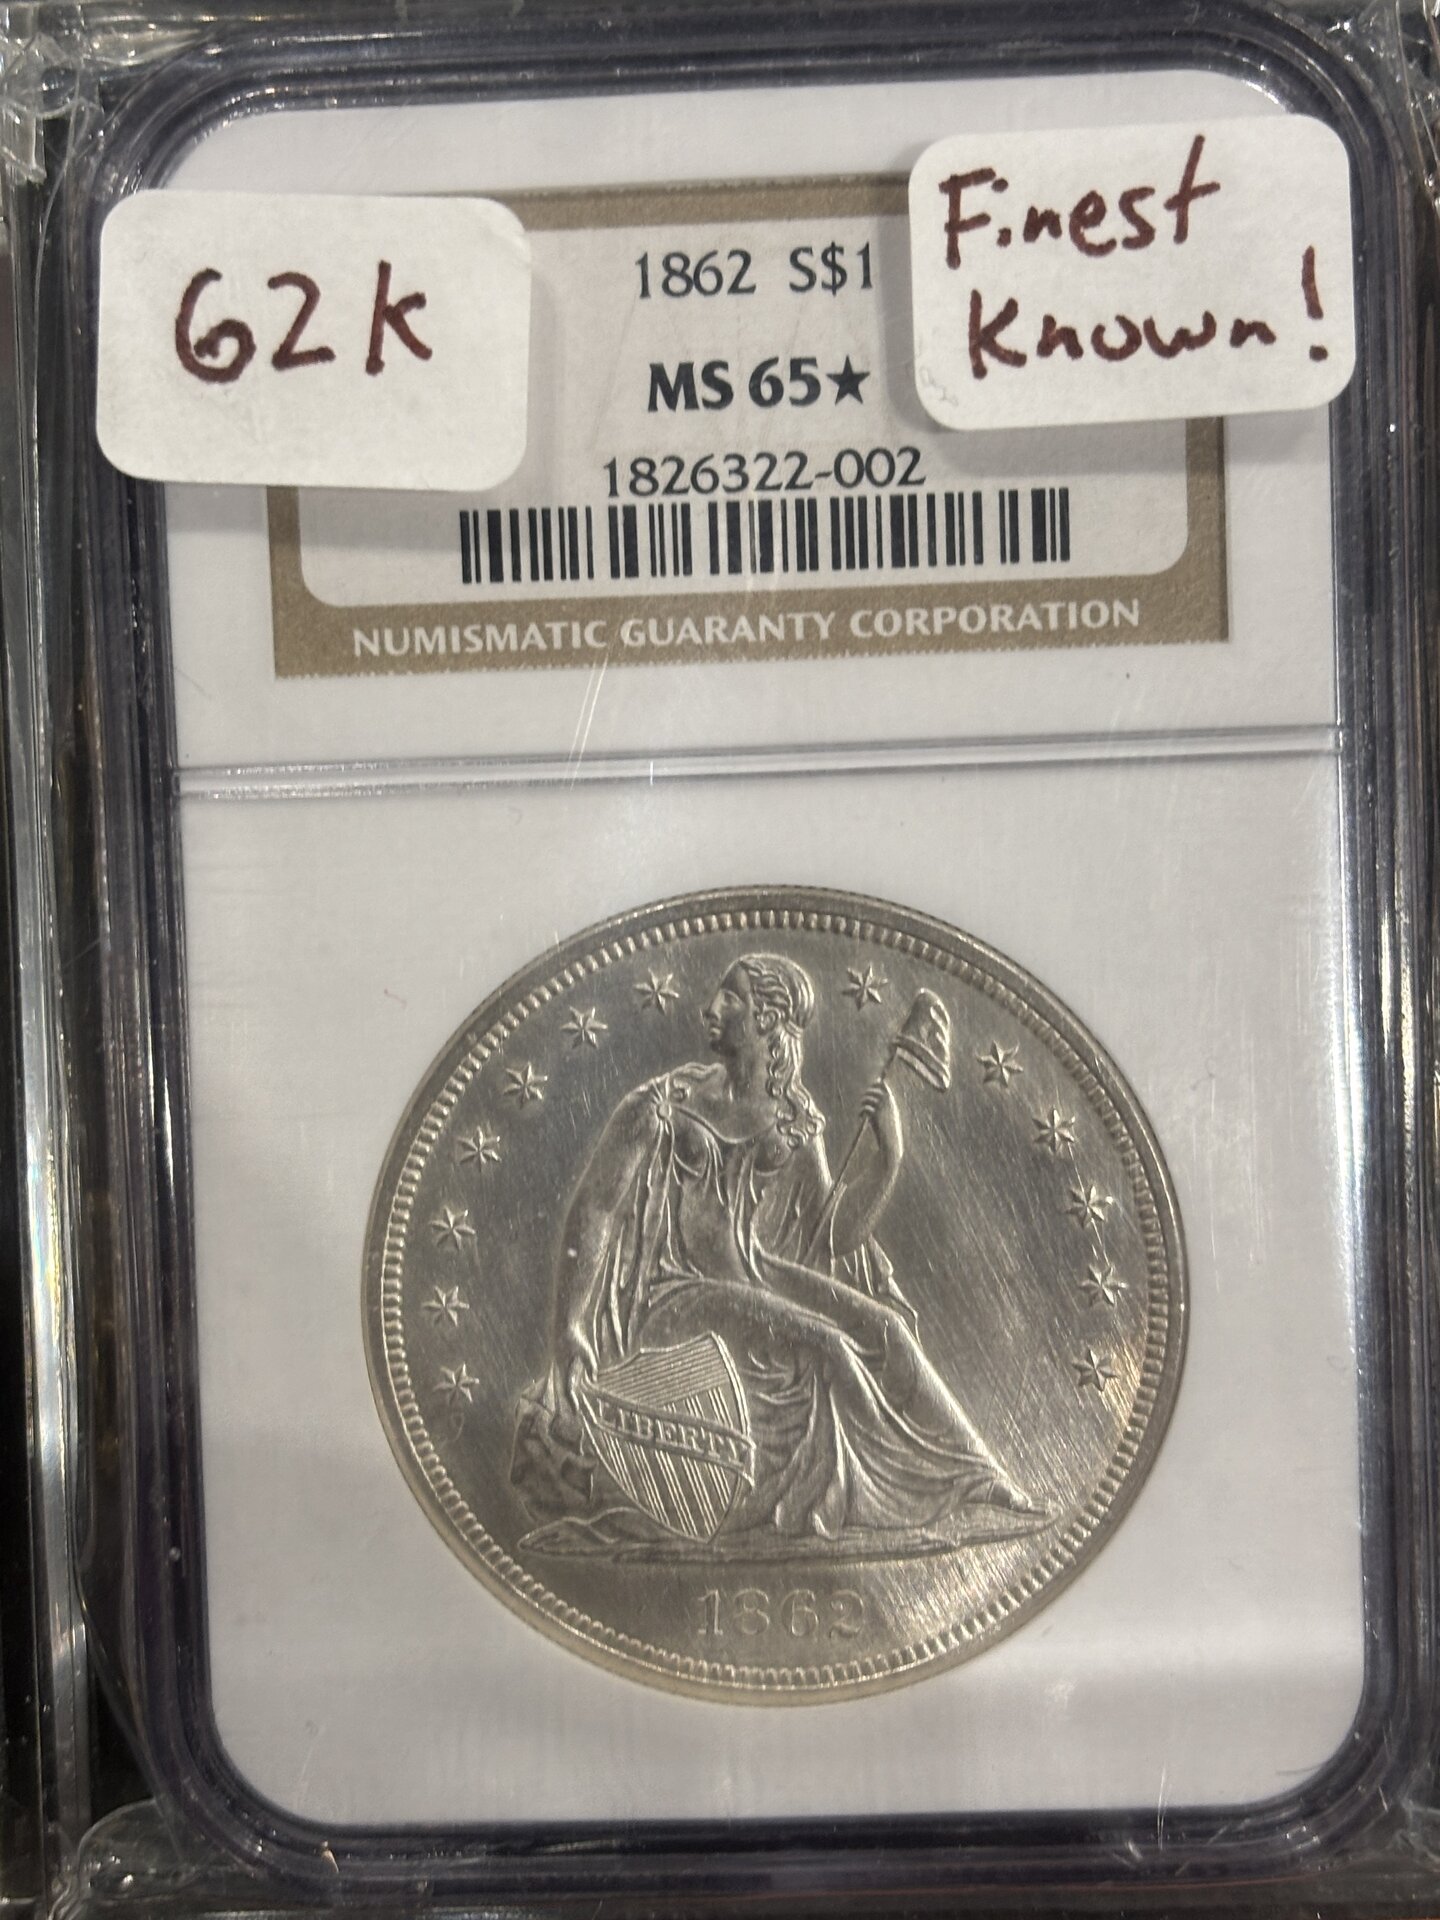 62k
Finest
Known!
1862 S$1
MS 65★
1826322-002
NUMISMATIC GUARANTY CORPORATION
LIBERTY
1862